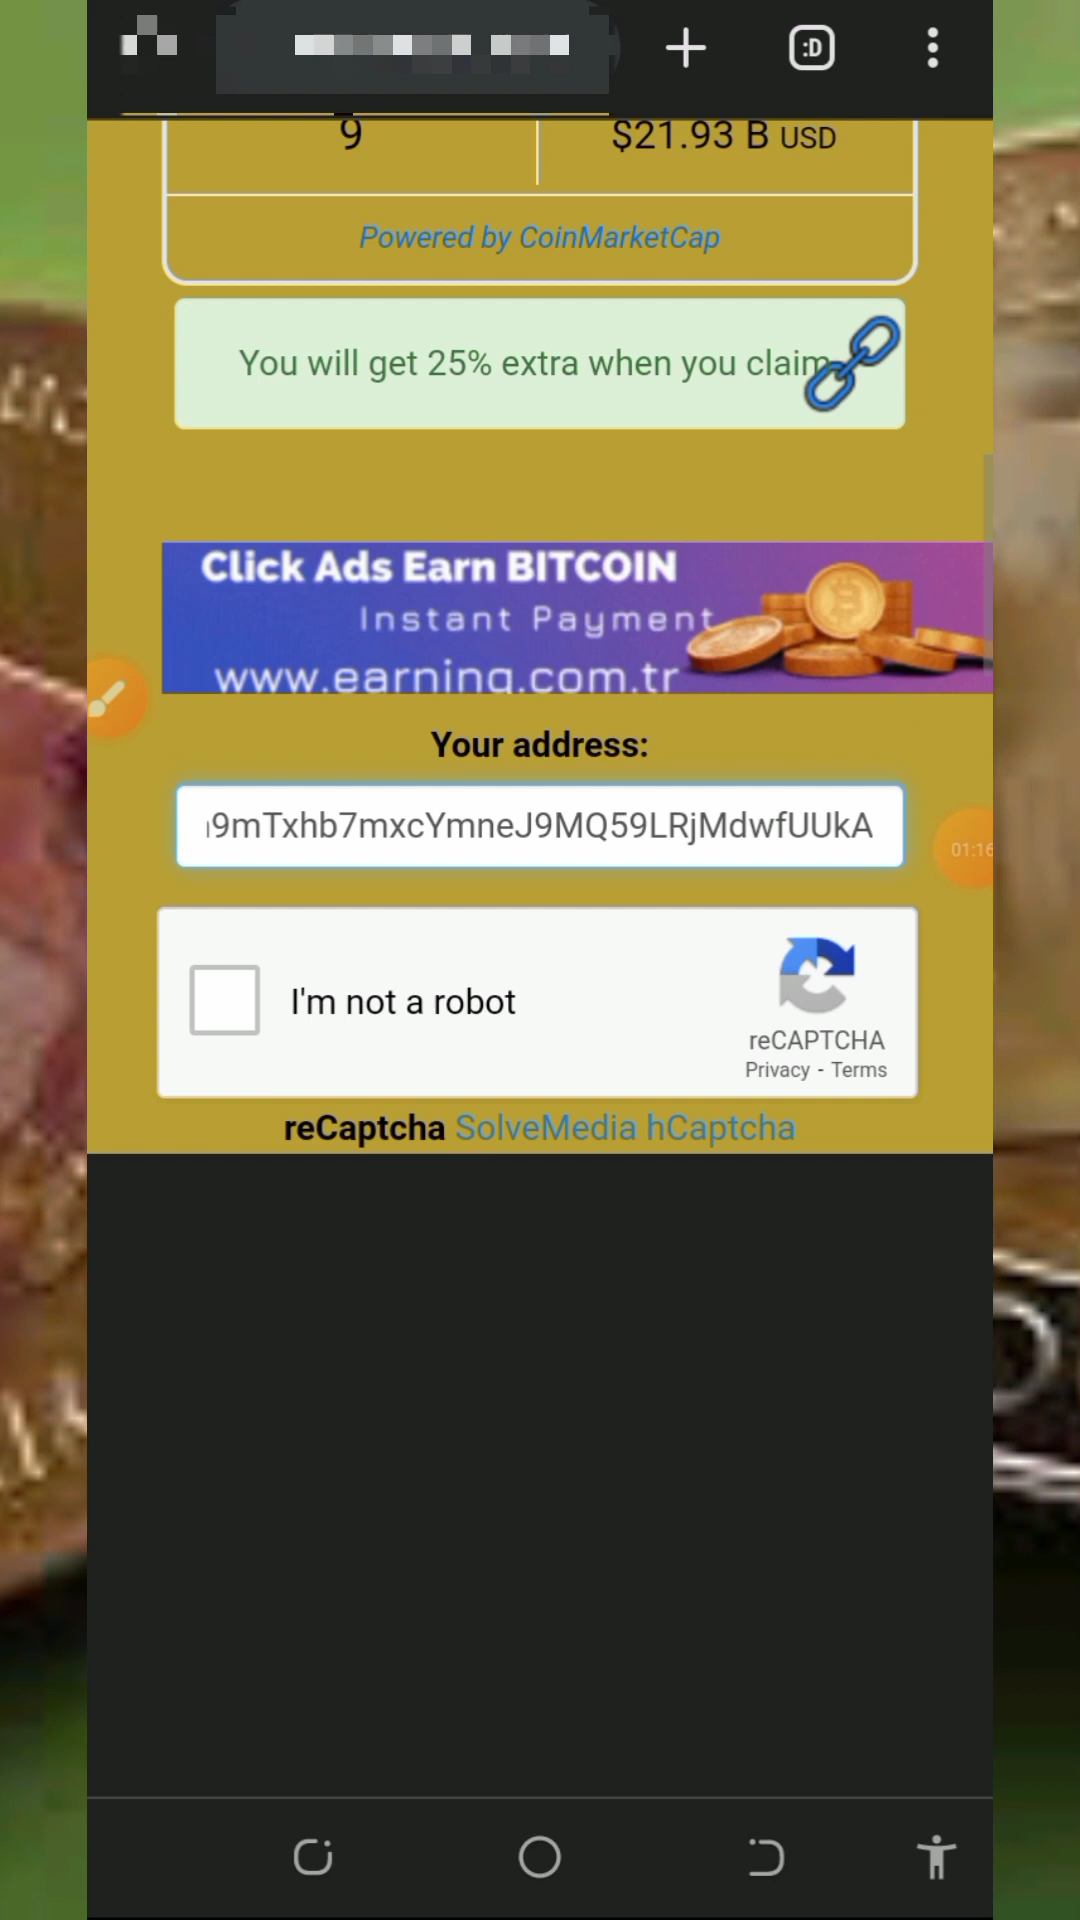 :D
9
$21.93 B USD
Powered by CoinMarketCap
You will get 25% extra when you claim
Click Ads Earn BITCOIN
Instant Payment
www.earning.com.tr
Your address:
9mTxhb7mxcYmneJ9MQ59LRjMdwfUUkA
01:16
I'm not a robot
reCAPTCHA
Privacy - Terms
reCaptcha SolveMedia hCaptcha